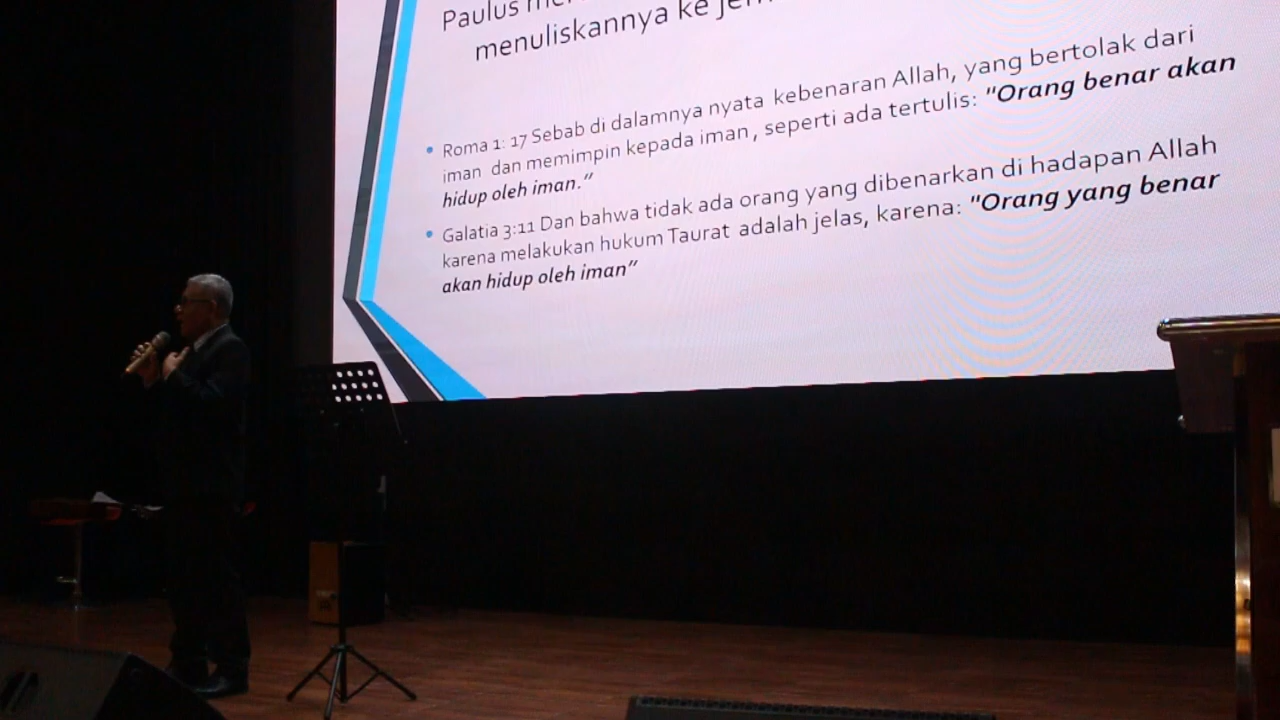 Paulus
menuliskannya ke
• Roma 1: 17 Sebab di dalamnya nyata kebenaran Allah, yang bertolak dari
iman dan memimpin kepada iman, seperti ada tertulis: "Orang benar akan
hidup oleh iman."
• Galatia 3:11 Dan bahwa tidak ada orang yang dibenarkan di hadapan Allah
karena melakukan hukum Taurat adalah jelas, karena: "Orang yang benar
akan hidup oleh iman"